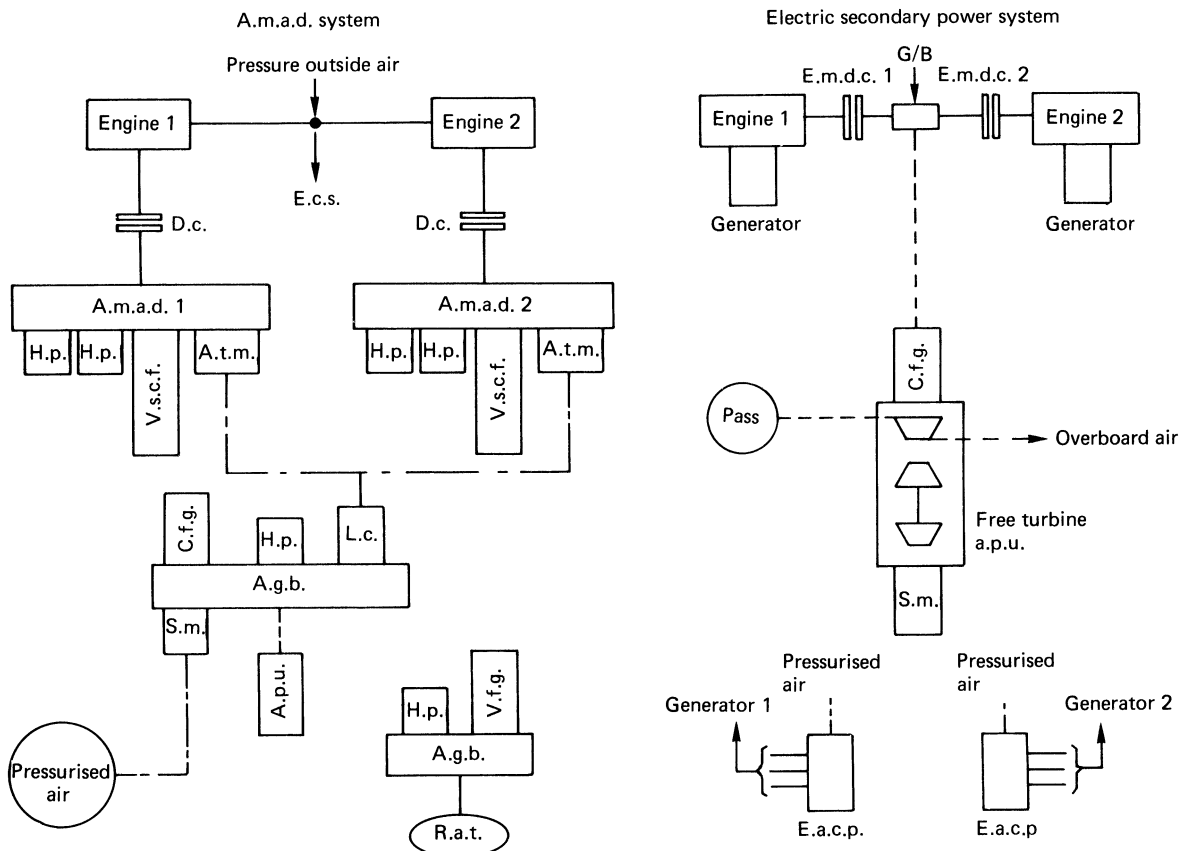 A.m.a.d. system
Pressure outside air
Engine 1
Engine 2
E.c.s.
D.c.
D.c.
A.m.a.d. 1
A.m.a.d. 2
H.p.
H.p.
V.s.c.f.
A.t.m.
H.p.
H.p.
V.s.c.f.
A.t.m.
C.f.g.
H.p.
L.c.
A.g.b.
S.m.
A.p.u.
Pressurised
air
H.p.
V.f.g.
A.g.b.
R.a.t.
Electric secondary power system
G/B
E.m.d.c. 1
E.m.d.c. 2
Engine 1
Engine 2
Generator
Generator
C.f.g.
Pass
Overboard air
Free turbine
a.p.u.
S.m.
Pressurised
air
Generator 1
E.a.c.p.
Pressurised
air
Generator 2
E.a.c.p